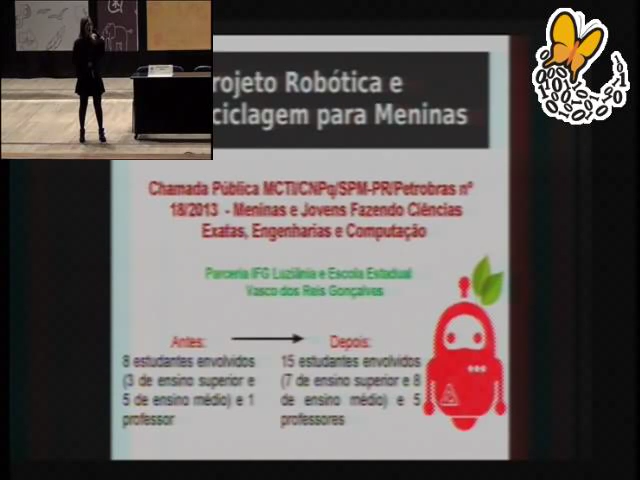 rojeto Robótica e
ciclagem para Meninas
Chamada Pública MCTI/CNPq/SPM-PR/Petrobras nº
18/2013 - Meninas e Jovens Fazendo Ciências
Exatas, Engenharias e Computação
Parceria IFG Luziânia e Escola Estadual
Vasco dos Reis Gonçalves
Antes:
8 estudantes envolvidos
(3 de ensino superior e
5 de ensino médio) e 1
professor
Depois:
15 estudantes envolvidos
(7 de ensino superior e 8
de ensino médio) e 5
professores